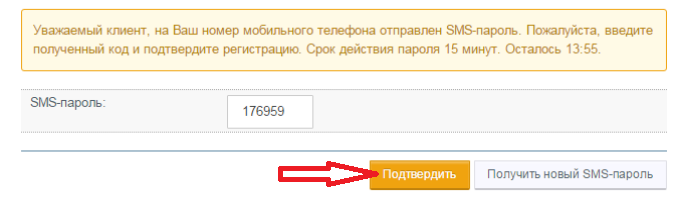 Уважаемый клиент, на Ваш номер мобильного телефона отправлен SMS-пароль. Пожалуйста, введите
полученный код и подтвердите регистрацию. Срок действия пароля 15 минут. Осталось 13:55.
SMS-пароль:
176959
Подтвердить
Получить новый SMS-пароль